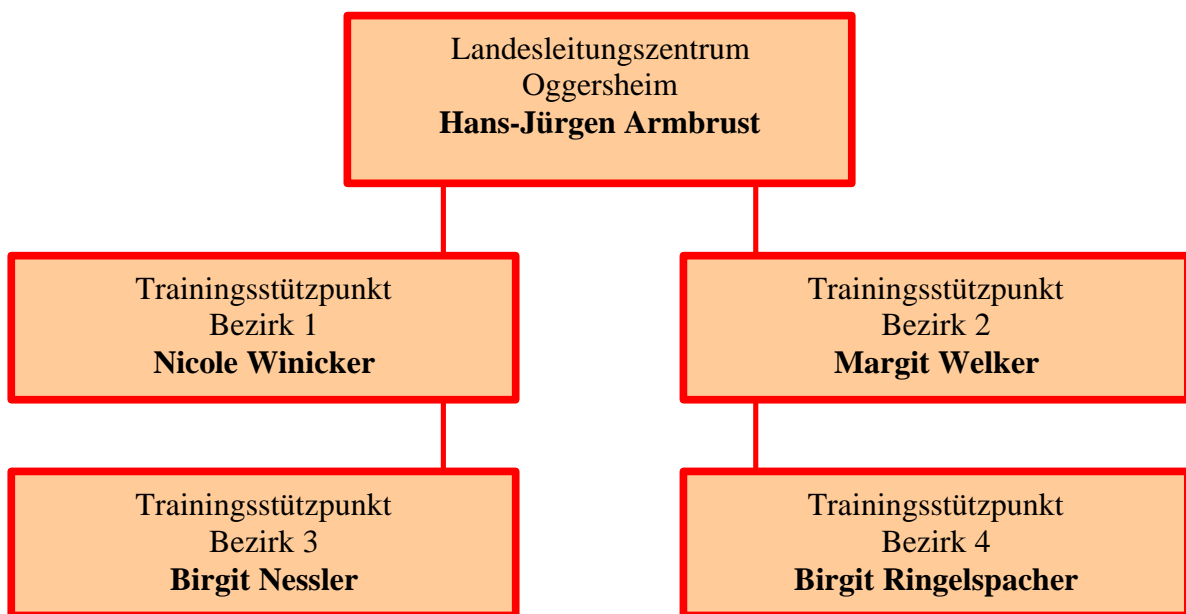 Landesleitungszentrum
Oggersheim
Hans-Jürgen Armbrust
Trainingsstützpunkt
Bezirk 1
Nicole Winicker
Trainingsstützpunkt
Bezirk 2
Margit Welker
Trainingsstützpunkt
Bezirk 3
Birgit Nessler
Trainingsstützpunkt
Bezirk 4
Birgit Ringelspacher